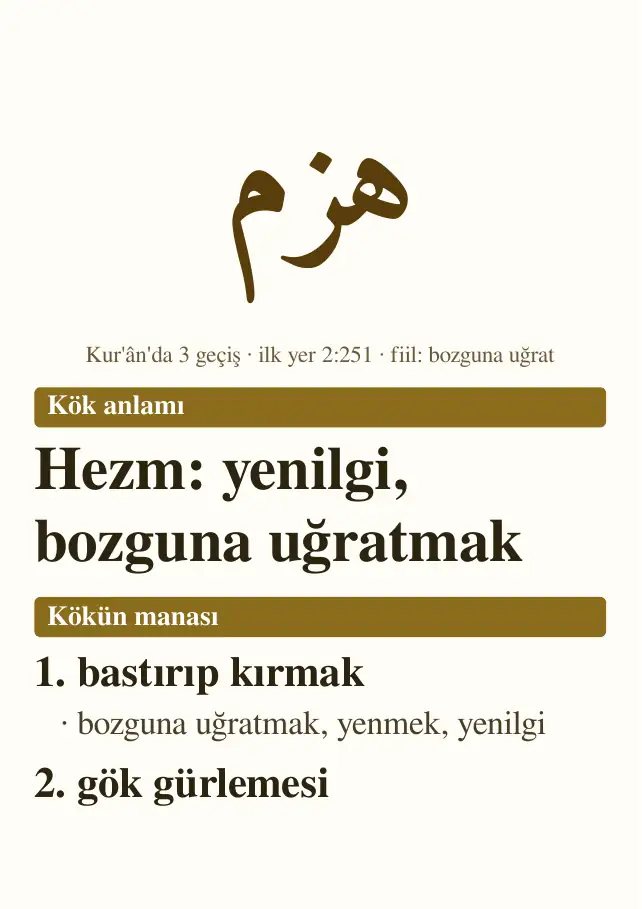 هزم
Kur'ân'da 3 geçiş · ilk yer 2:251 · fiil: bozguna uğrat
Kök anlamı
Hezm: yenilgi,
bozguna uğratmak
Kökün manası
1. bastırıp kırmak
· bozguna uğratmak, yenmek, yenilgi
2. gök gürlemesi